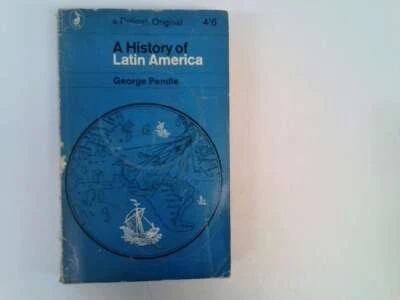 a Pelican Original 4'6
A History of
Latin America
George Pendle